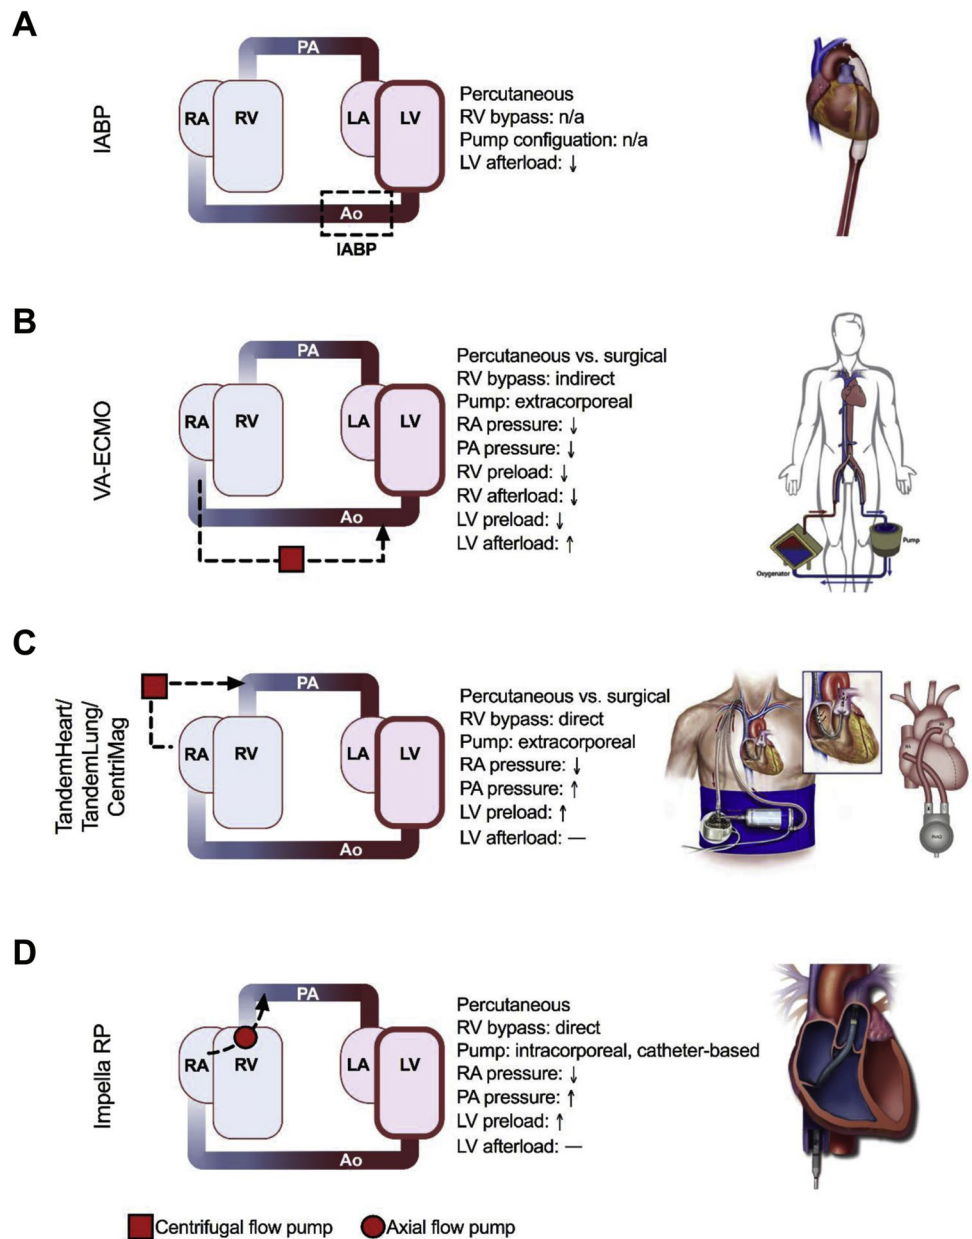 A
IABP
PA
RA
RV
LA
LV
Ao
IABP
Percutaneous
RV bypass: n/a
Pump configuation: n/a
LV afterload: ↓
B
VA-ECMO
PA
RA
RV
LA
LV
Ao
Percutaneous vs. surgical
RV bypass: indirect
Pump: extracorporeal
RA pressure: ↓
PA pressure: ↓
RV preload: ↓
RV afterload: ↓
LV preload: ↓
LV afterload: ↑
Pump
Oxygenator
C
TandemHeart/
TandemLung/
CentriMag
PA
RA
RV
LA
LV
Ao
Percutaneous vs. surgical
RV bypass: direct
Pump: extracorporeal
RA pressure: ↓
PA pressure: ↑
LV preload: ↑
LV afterload: —
D
Impella RP
PA
RA
RV
LA
LV
Ao
Percutaneous
RV bypass: direct
Pump: intracorporeal, catheter-based
RA pressure: ↓
PA pressure: ↑
LV preload: ↑
LV afterload: —
Centrifugal flow pump
Axial flow pump